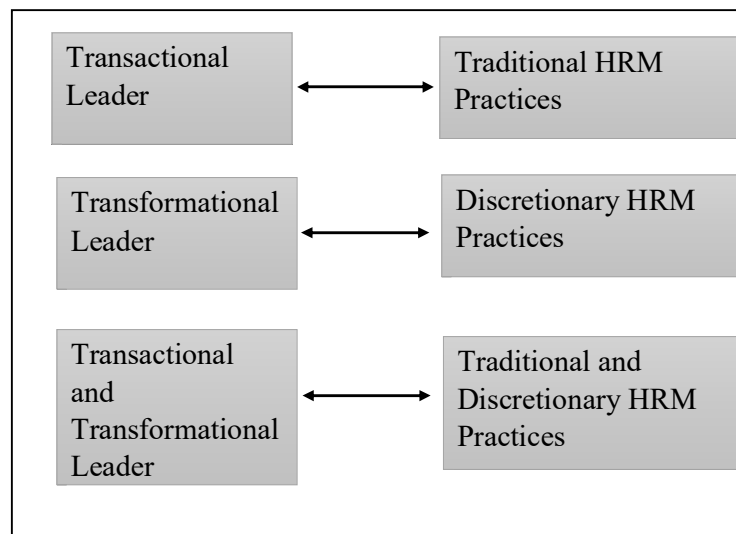 Transactional
Leader
Traditional HRM
Practices
Transformational
Leader
Discretionary HRM
Practices
Transactional
and
Transformational
Leader
Traditional and
Discretionary HRM
Practices